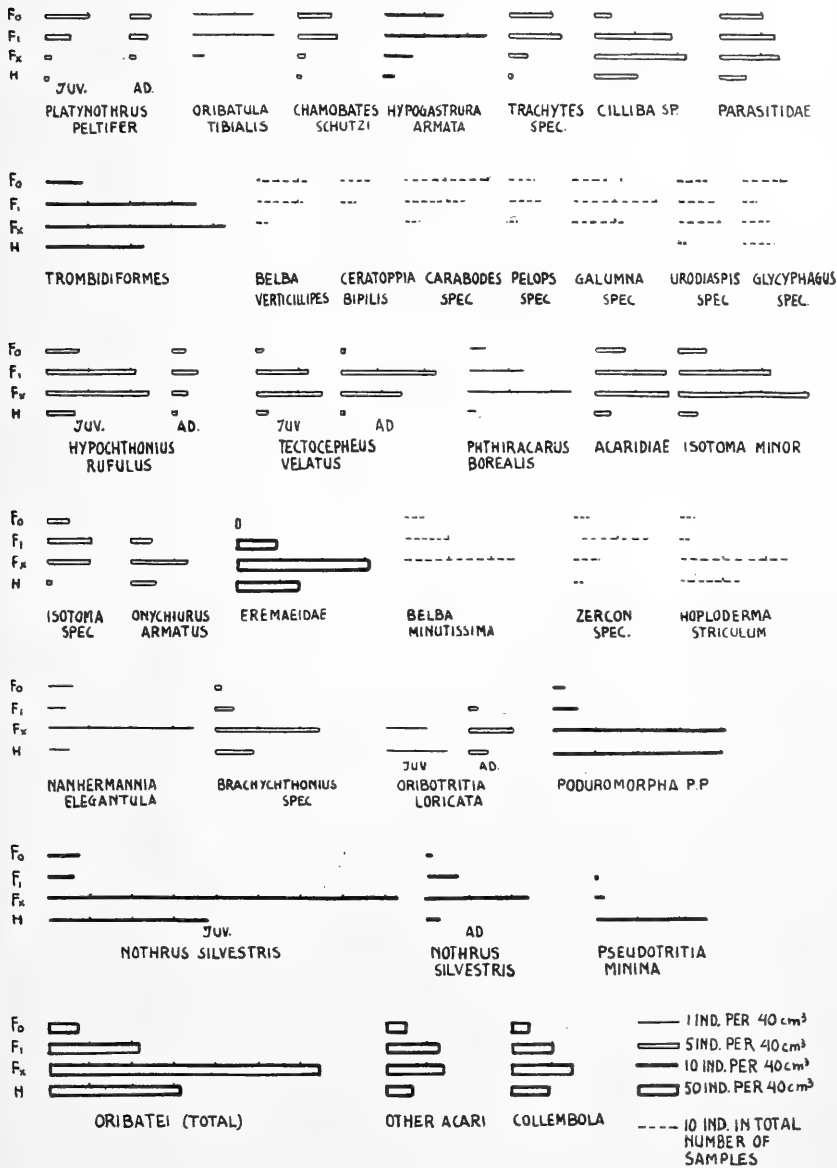 F₀
F₁
Fx
H
JUV. AD.
PLATYNOTHRUS PELTIFER
ORIBATULA TIBIALIS
CHAMOBATES SCHUTZI
HYPOGASTRURA ARMATA
TRACHYTES SPEC.
CILLIBA SP.
PARASITIDAE
F₀
F₁
Fx
H
TROMBIDIFORMES
BELBA VERTICILLIPES
CERATOPPIA BIPILIS
CARABODES SPEC
PELOPS SPEC
GALUMNA SPEC
URODIASPIS SPEC
GLYCYPHAGUS SPEC.
F₀
F₁
Fx
H
JUV. AD.
HYPOCHTHONIUS RUFULUS
JUV AD
TECTOCEPHEUS VELATUS
PHTHIRACARUS BOREALIS
ACARIDIAE
ISOTOMA MINOR
F₀
F₁
Fx
H
ISOTOMA SPEC
ONYCHIURUS ARMATUS
EREMAEIDAE
BELBA MINUTISSIMA
ZERCON SPEC.
HOPLODERMA STRICULUM
F₀
F₁
Fx
H
NANHERMANNIA ELEGANTULA
BRACHYCHTHONIUS SPEC
JUV AD.
ORIBOTRITIA LORICATA
PODUROMORPHA P.P
F₀
F₁
Fx
H
JUV.
NOTHRUS SILVESTRIS
AD
NOTHRUS SILVESTRIS
PSEUDOTRITIA MINIMA
F₀
F₁
Fx
H
ORIBATEI (TOTAL)
OTHER ACARI
COLLEMBOLA
1 IND. PER 40 cm³
5 IND. PER 40 cm³
10 IND. PER 40 cm³
50 IND. PER 40 cm³
10 IND. IN TOTAL
NUMBER OF
SAMPLES